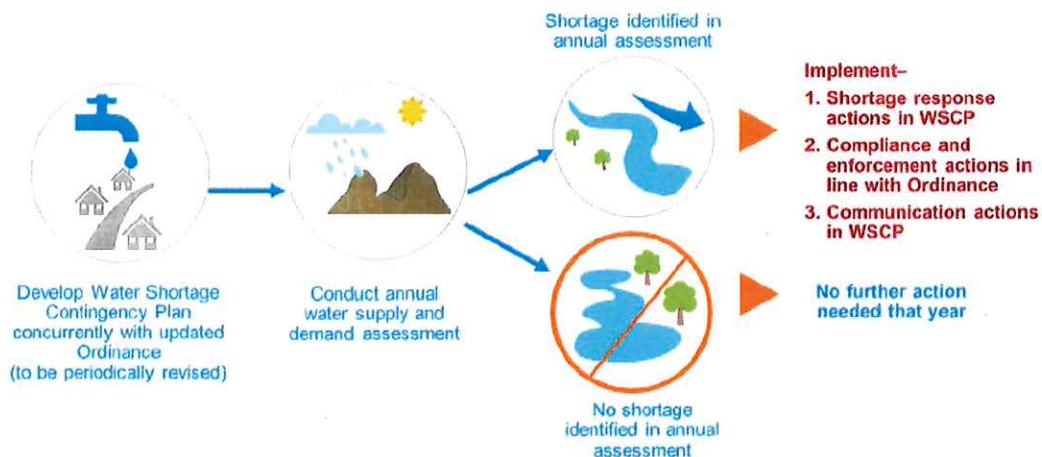 Shortage identified in
annual assessment
Implement–
1. Shortage response
actions in WSCP
2. Compliance and
enforcement actions in
line with Ordinance
3. Communication actions
in WSCP
Develop Water Shortage
Contingency Plan
concurrently with updated
Ordinance
(to be periodically revised)
Conduct annual
water supply and
demand assessment
No further action
needed that year
No shortage
identified in annual
assessment